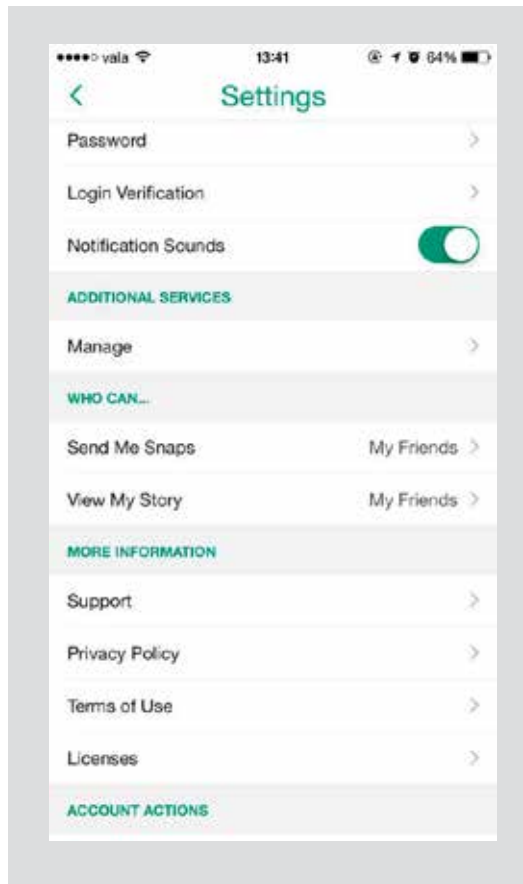 vala 13:41 64%
Settings
Password
Login Verification
Notification Sounds
ADDITIONAL SERVICES
Manage
WHO CAN...
Send Me Snaps My Friends
View My Story My Friends
MORE INFORMATION
Support
Privacy Policy
Terms of Use
Licenses
ACCOUNT ACTIONS